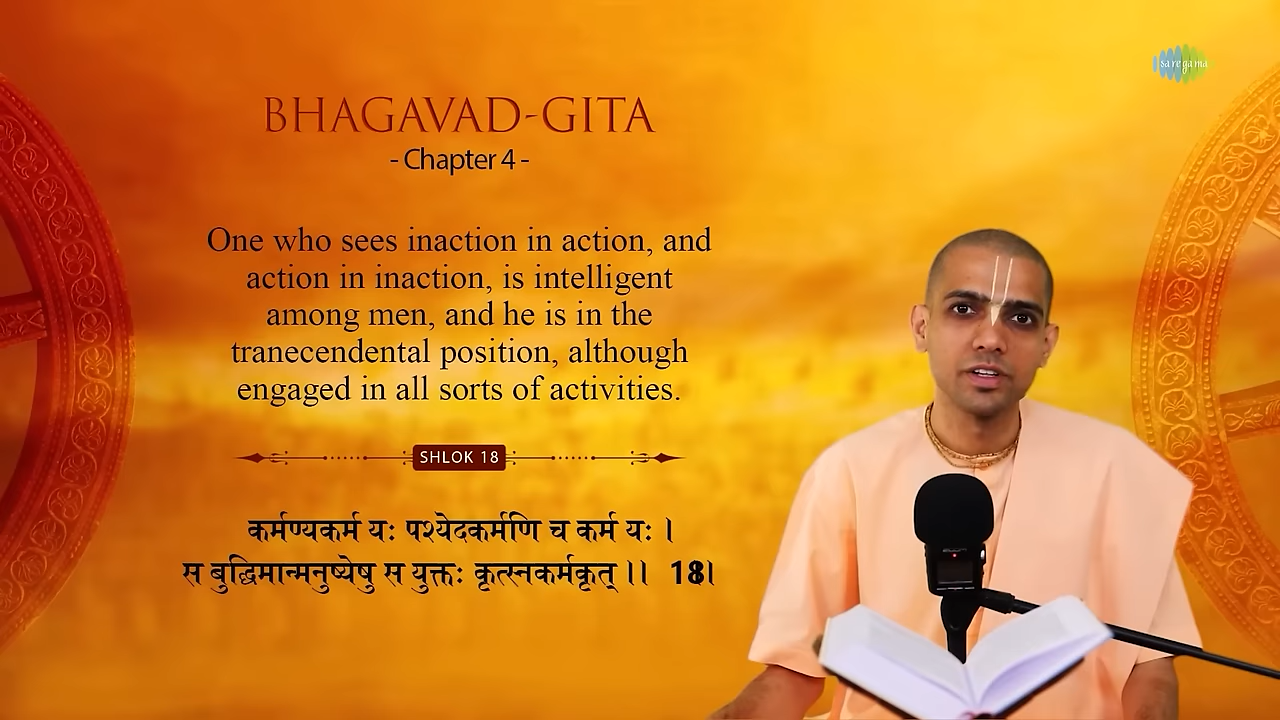 saregama
BHAGAVAD-GITA
- Chapter 4 -
One who sees inaction in action, and
action in inaction, is intelligent
among men, and he is in the
tranecendental position, although
engaged in all sorts of activities.
SHLOK 18
कर्मण्यकर्म यः पश्येदकर्मणि च कर्म यः ।
स बुद्धिमान्मनुष्येषु स युक्तः कृत्स्नकर्मकृत् ।। 18।